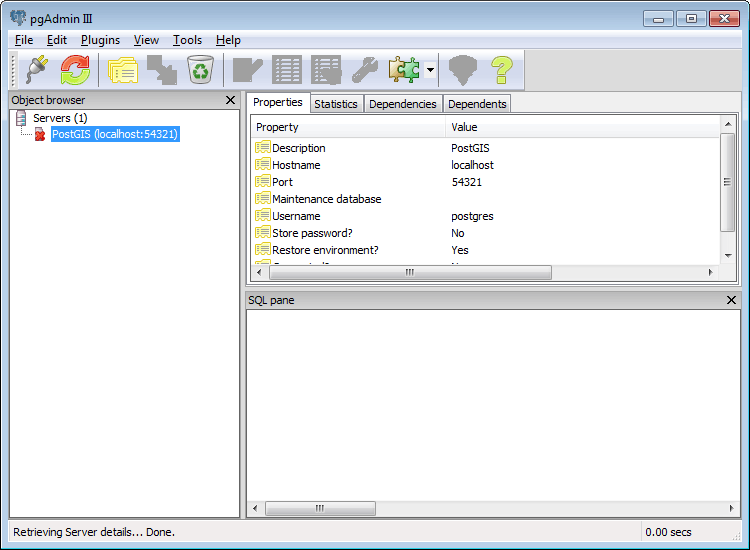 pgAdmin III
File Edit Plugins View Tools Help
Object browser
Servers (1)
PostGIS (localhost:54321)
Properties Statistics Dependencies Dependents
Property Value
Description PostGIS
Hostname localhost
Port 54321
Maintenance database
Username postgres
Store password? No
Restore environment? Yes
SQL pane
Retrieving Server details... Done. 0.00 secs